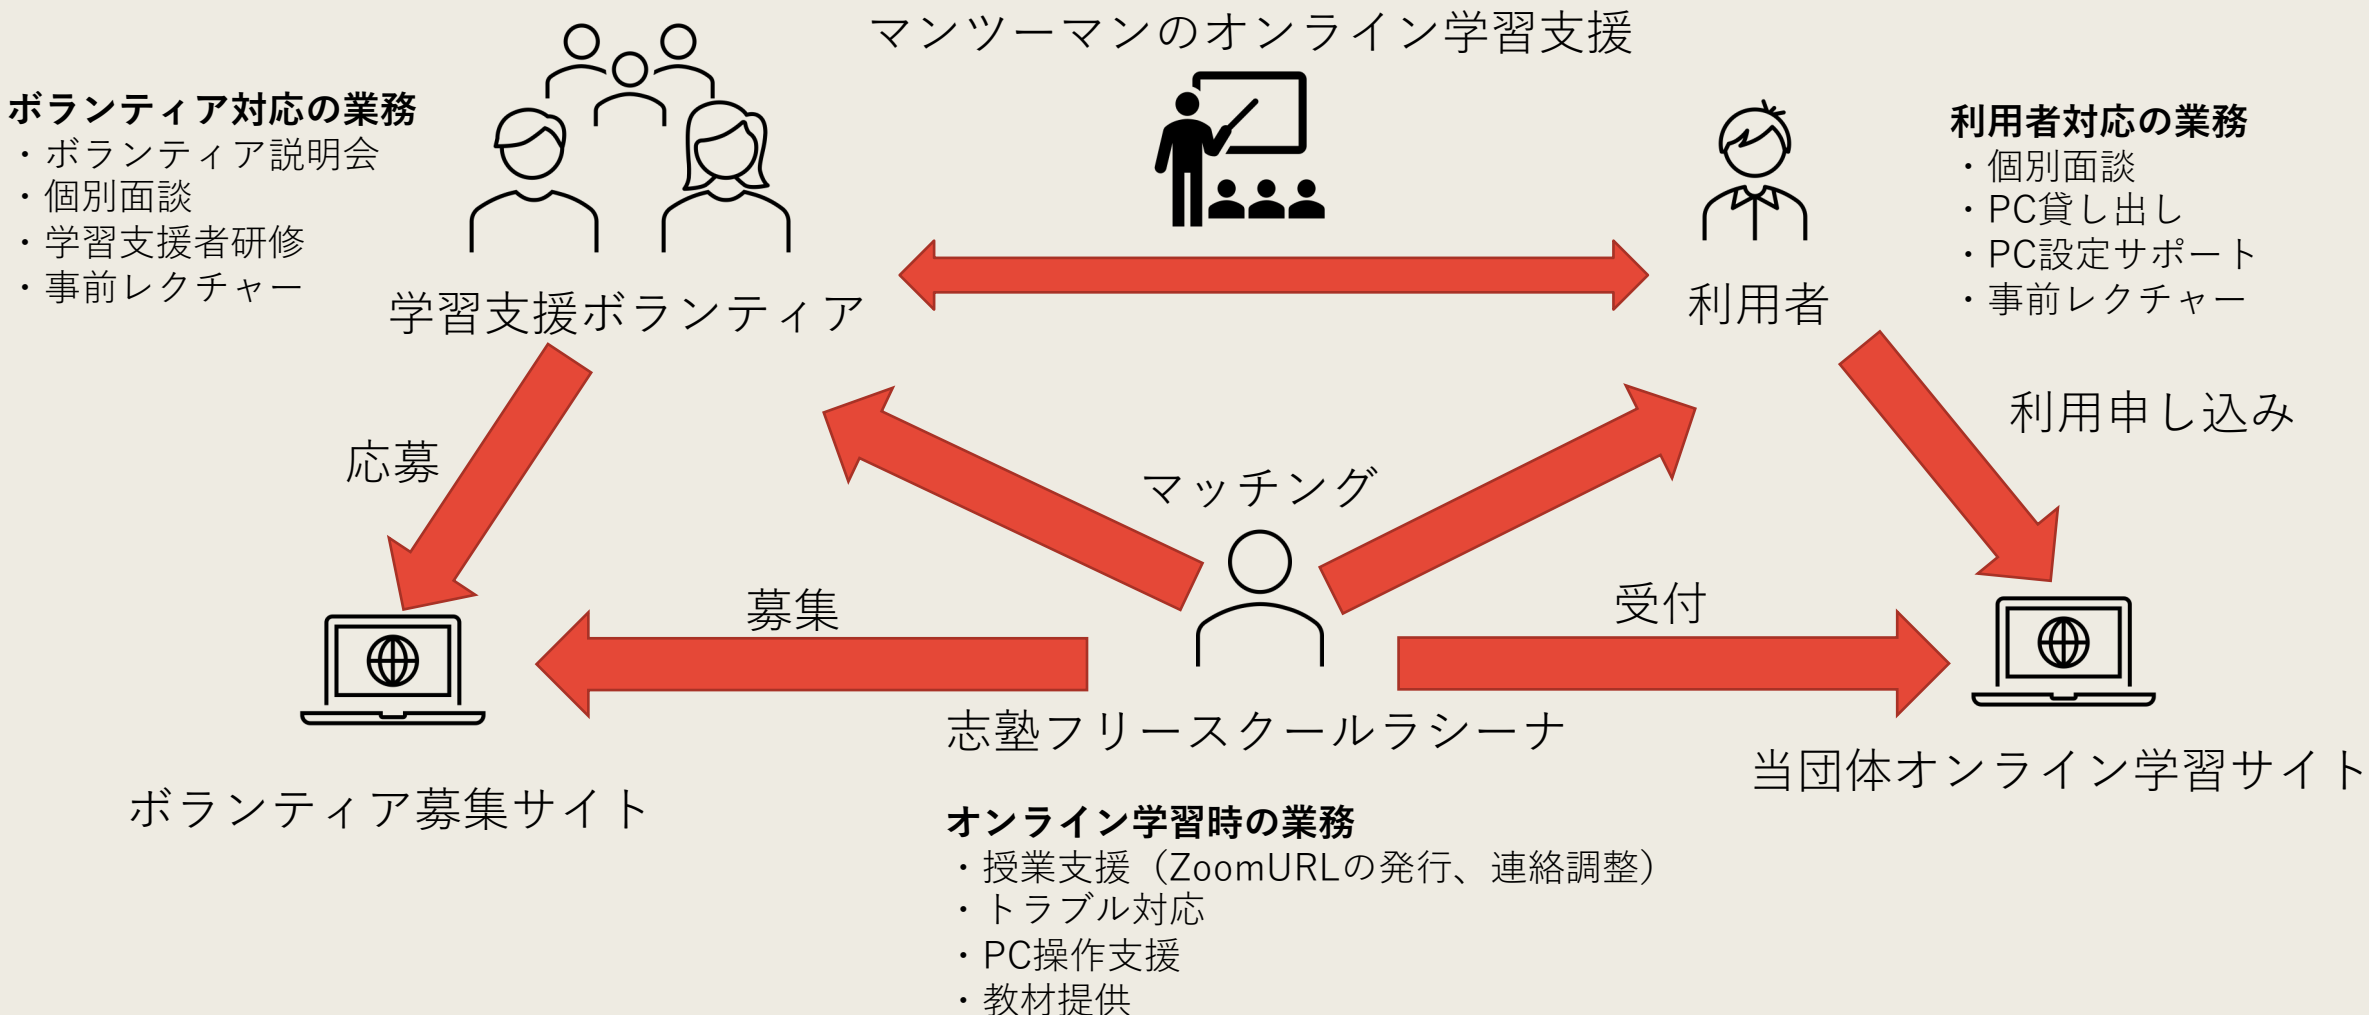 マンツーマンのオンライン学習支援
ボランティア対応の業務
・ボランティア説明会
・個別面談
・学習支援者研修
・事前レクチャー
学習支援ボランティア
利用者
利用者対応の業務
・個別面談
・PC貸し出し
・PC設定サポート
・事前レクチャー
応募
マッチング
利用申し込み
募集
受付
志塾フリースクールラシーナ
ボランティア募集サイト
当団体オンライン学習サイト
オンライン学習時の業務
・授業支援（ZoomURLの発行、連絡調整）
・トラブル対応
・PC操作支援
・教材提供